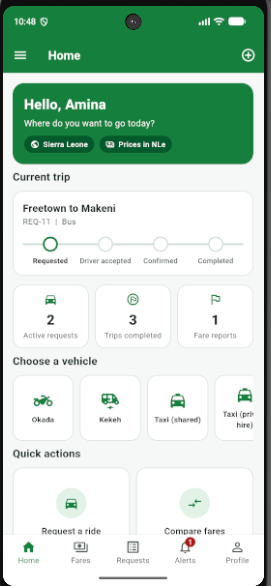 10:48
Home
Hello, Amina
Where do you want to go today?
Sierra Leone
Prices in NLe
Current trip
Freetown to Makeni
REQ-11 | Bus
Requested
Driver accepted
Confirmed
Completed
2
Active requests
3
Trips completed
1
Fare reports
Choose a vehicle
Okada
Kekeh
Taxi (shared)
Taxi (pri
hire)
Quick actions
Request a ride
Compare fares
1
Home
Fares
Requests
Alerts
Profile